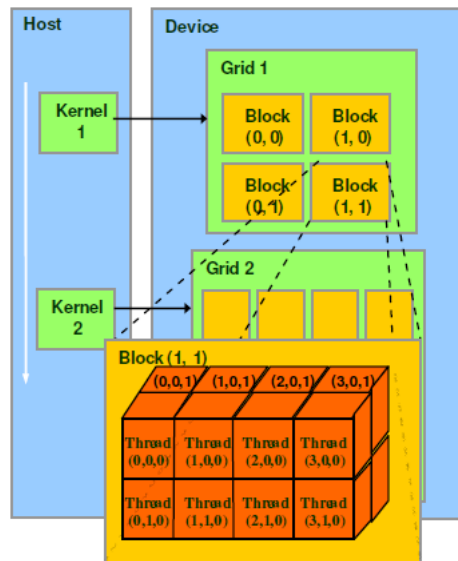 Host
Device
Grid 1
Kernel
1
Block
(0, 0)
Block
(1, 0)
Block
(0, 1)
Block
(1, 1)
Grid 2
Kernel
2
Block (1, 1)
(0,0,1) (1,0,1) (2,0,1) (3,0,1)
Thread
(0,0,0)
Thread
(1,0,0)
Thread
(2,0,0)
Thread
(3,0,0)
Thread
(0,1,0)
Thread
(1,1,0)
Thread
(2,1,0)
Thread
(3,1,0)